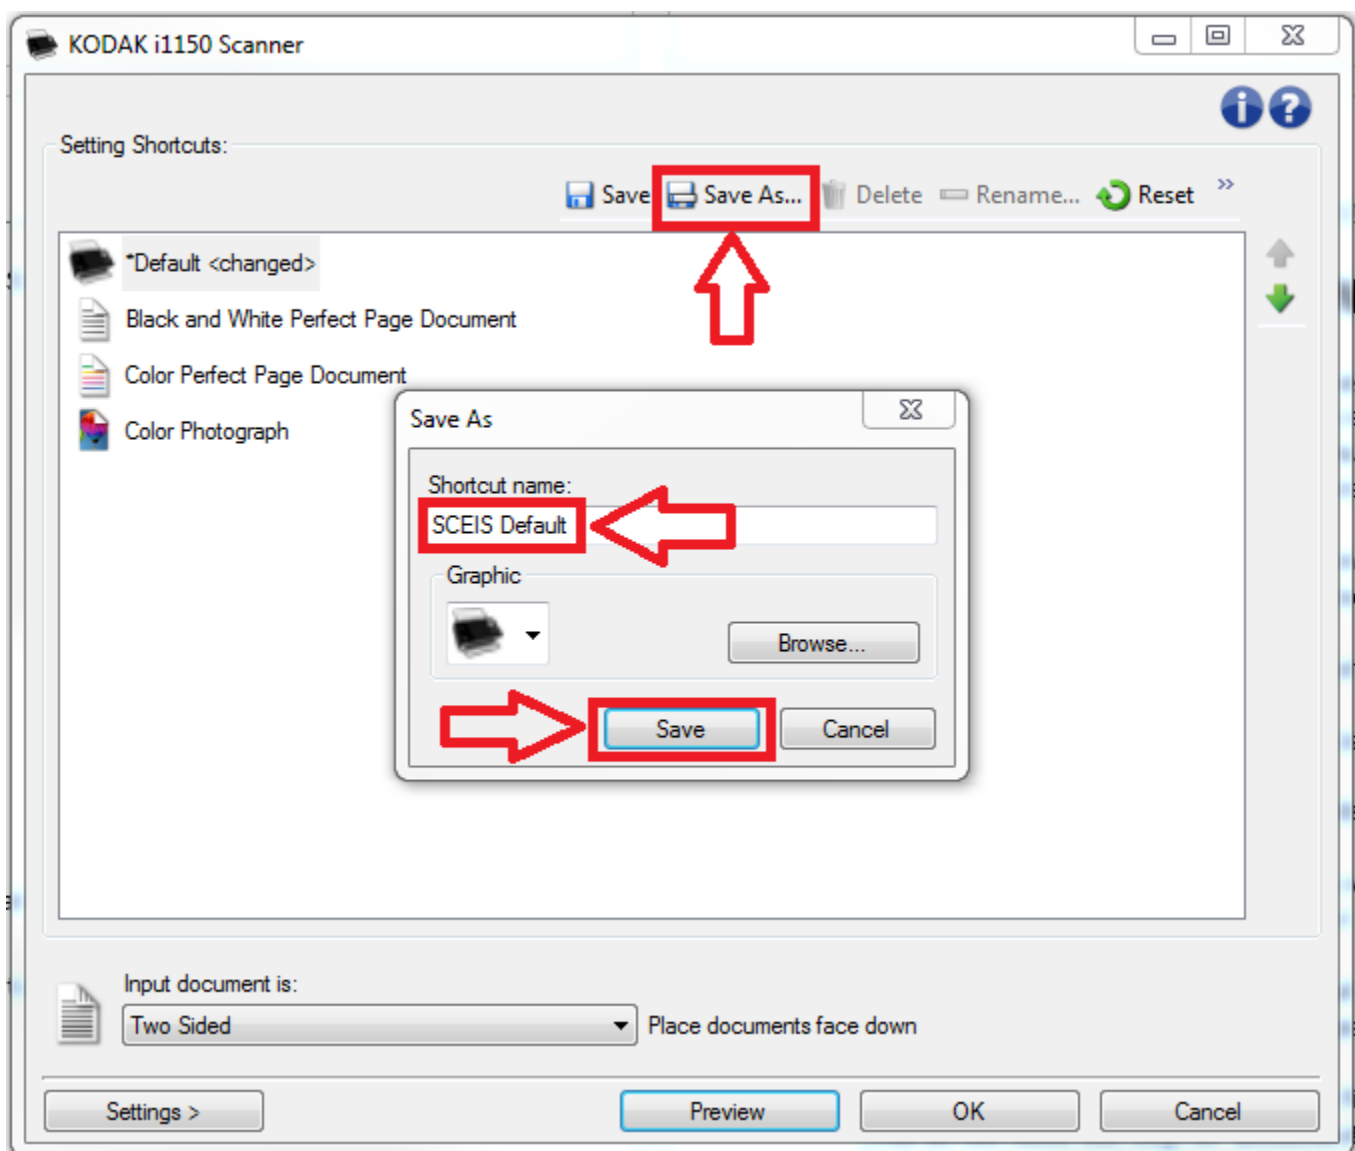 KODAK i1150 Scanner
Setting Shortcuts:
Save Save As... Delete Rename... Reset »
*Default <changed>
Black and White Perfect Page Document
Color Perfect Page Document
Color Photograph
Save As
Shortcut name:
SCEIS Default
Graphic
Browse...
Save Cancel
Input document is:
Two Sided Place documents face down
Settings > Preview OK Cancel